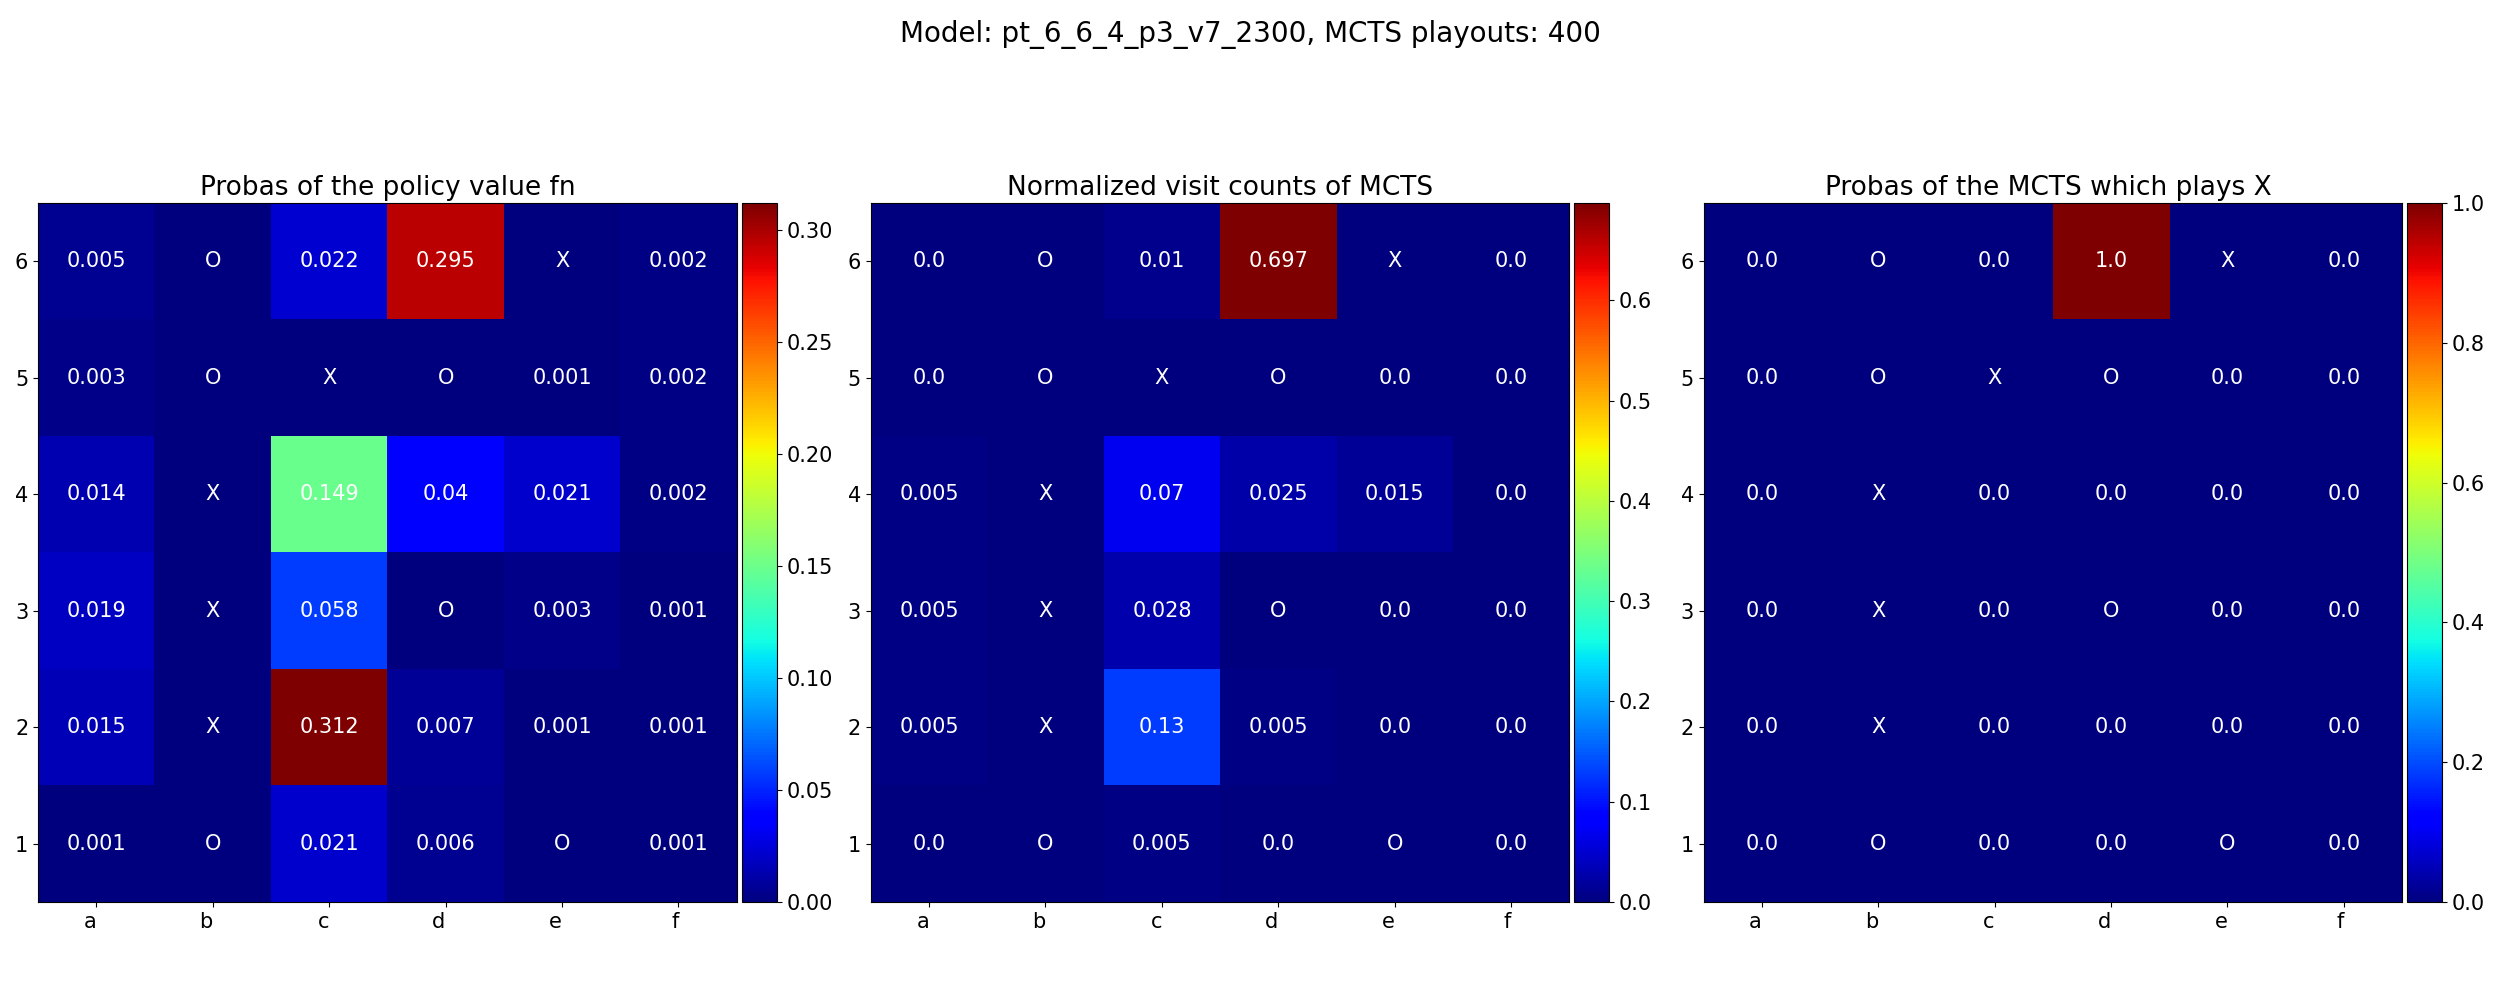 Model: pt_6_6_4_p3_v7_2300, MCTS playouts: 400
Probas of the policy value fn
6 0.005 O 0.022 0.295 X 0.002
5 0.003 O X O 0.001 0.002
4 0.014 X 0.149 0.04 0.021 0.002
3 0.019 X 0.058 O 0.003 0.001
2 0.015 X 0.312 0.007 0.001 0.001
1 0.001 O 0.021 0.006 O 0.001
a b c d e f
0.30
0.25
0.20
0.15
0.10
0.05
0.00
Normalized visit counts of MCTS
6 0.0 O 0.01 0.697 X 0.0
5 0.0 O X O 0.0 0.0
4 0.005 X 0.07 0.025 0.015 0.0
3 0.005 X 0.028 O 0.0 0.0
2 0.005 X 0.13 0.005 0.0 0.0
1 0.0 O 0.005 0.0 O 0.0
a b c d e f
0.6
0.5
0.4
0.3
0.2
0.1
0.0
Probas of the MCTS which plays X
6 0.0 O 0.0 1.0 X 0.0
5 0.0 O X O 0.0 0.0
4 0.0 X 0.0 0.0 0.0 0.0
3 0.0 X 0.0 O 0.0 0.0
2 0.0 X 0.0 0.0 0.0 0.0
1 0.0 O 0.0 0.0 O 0.0
a b c d e f
1.0
0.8
0.6
0.4
0.2
0.0